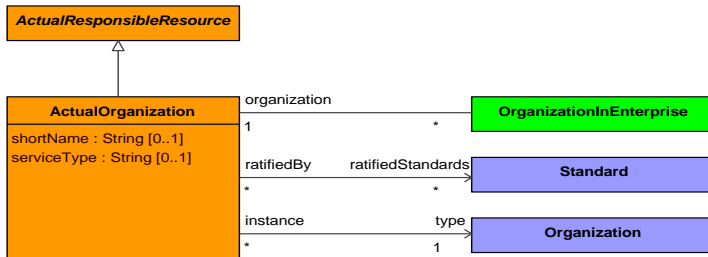 ActualResponsibleResource
ActualOrganization
shortName : String [0..1]
serviceType : String [0..1]
organization
1
*
OrganizationInEnterprise
ratifiedBy
ratifiedStandards
*
*
Standard
instance
type
*
1
Organization